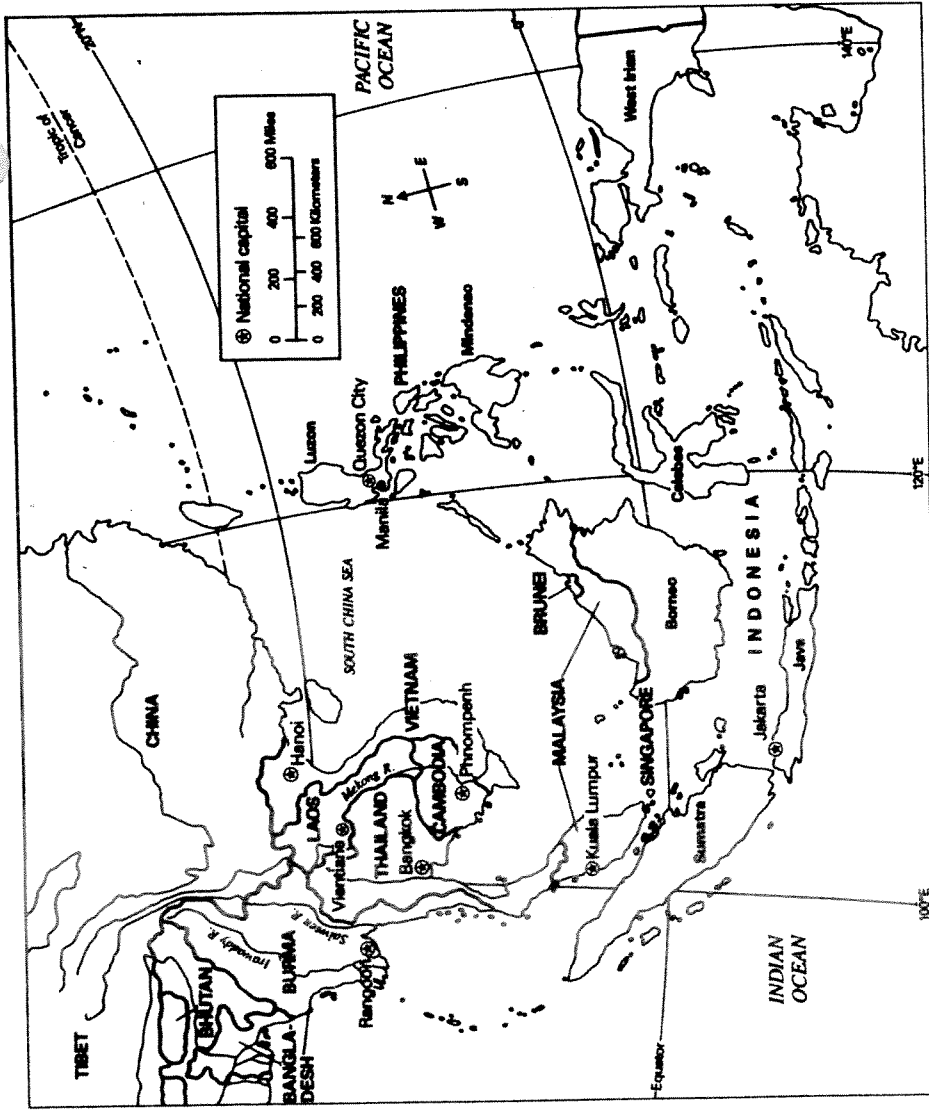 Tropic of
Cancer
20°N
PACIFIC
OCEAN
National capital
0 200 400 600 Miles
0 200 400 600 800 Kilometers
N
E
S
W
TIBET
CHINA
BHUTAN
BANGLA-
DESH
BURMA
Irrawaddy R.
Salween R.
Rangoon
LAOS
Hanoi
Vientiane
Mekong R.
THAILAND
Bangkok
VIETNAM
CAMBODIA
Phnompenh
SOUTH CHINA SEA
Luzon
Quezon City
Manila
PHILIPPINES
Mindanao
BRUNEI
MALAYSIA
Kuala Lumpur
SINGAPORE
Borneo
Celebes
West Irian
0°
Sumatra
INDONESIA
Jakarta
Java
Equator
INDIAN
OCEAN
100°E
120°E
140°E